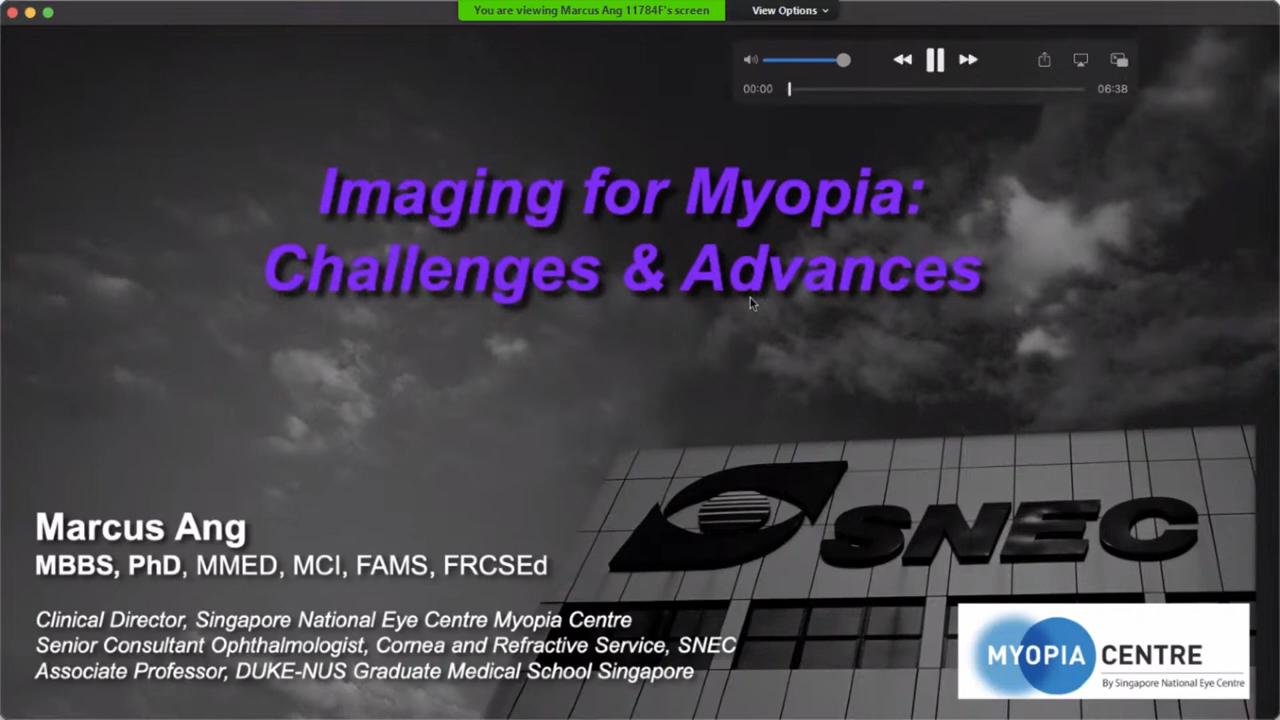 You are viewing Marcus Ang 11784F's screen
View Options
00:00
06:38
Imaging for Myopia:
Challenges & Advances
SNEC
Marcus Ang
MBBS, PhD, MMED, MCI, FAMS, FRCSEd
Clinical Director, Singapore National Eye Centre Myopia Centre
Senior Consultant Ophthalmologist, Cornea and Refractive Service, SNEC
Associate Professor, DUKE-NUS Graduate Medical School Singapore
MYOPIA CENTRE
By Singapore National Eye Centre